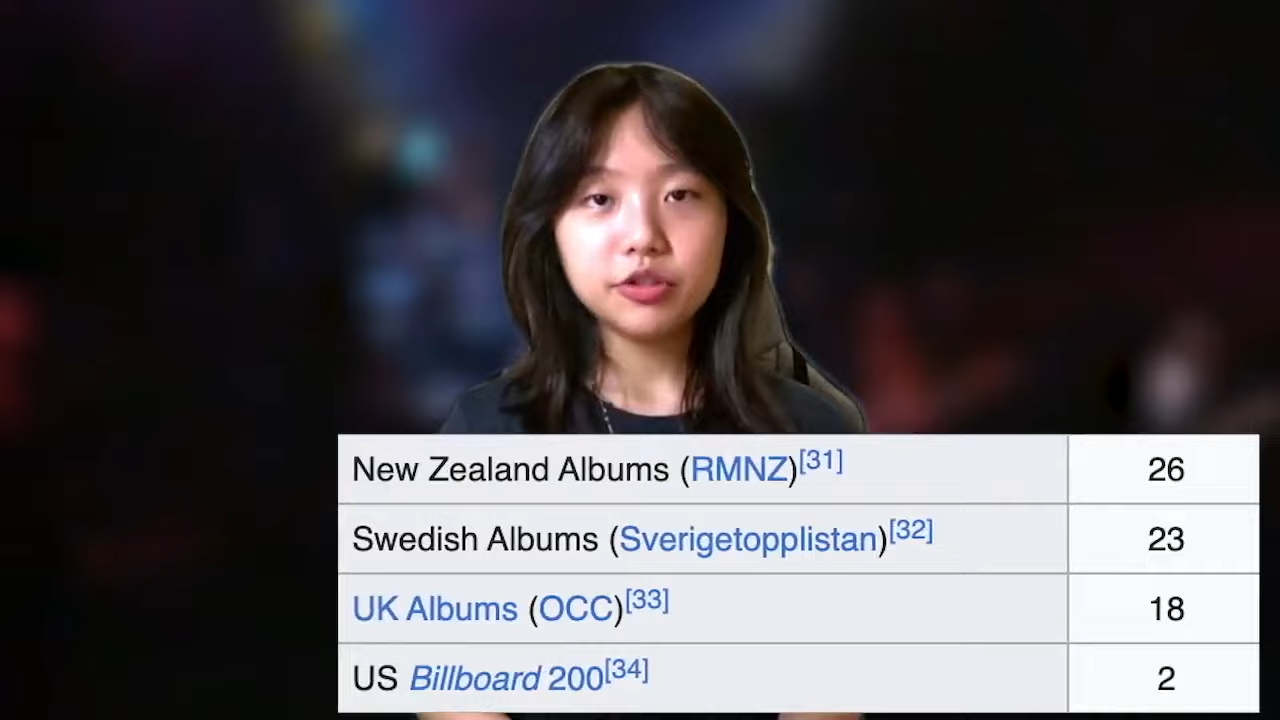 New Zealand Albums (RMNZ)[31] 26
Swedish Albums (Sverigetopplistan)[32] 23
UK Albums (OCC)[33] 18
US Billboard 200[34] 2